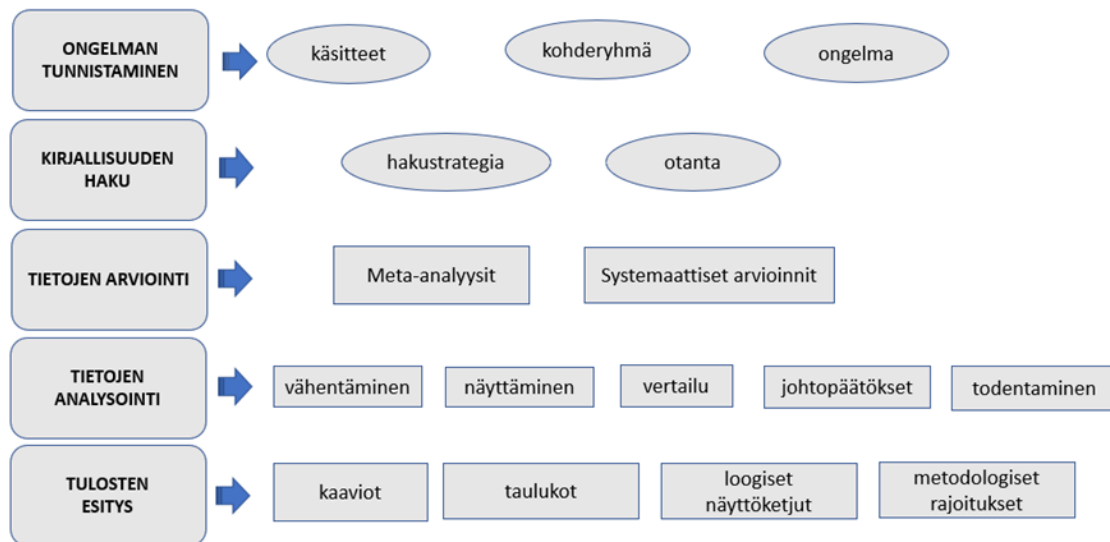 ONGELMAN
TUNNISTAMINEN
käsitteet
kohderyhmä
ongelma
KIRJALLISUUDEN
HAKU
hakustrategia
otanta
TIETOJEN ARVIOINTI
Meta-analyysit
Systemaattiset arvioinnit
TIETOJEN
ANALYSOINTI
vähentäminen
näyttäminen
vertailu
johtopäätökset
todentaminen
TULOSTEN
ESITYS
kaaviot
taulukot
loogiset
näyttöketjut
metodologiset
rajoitukset